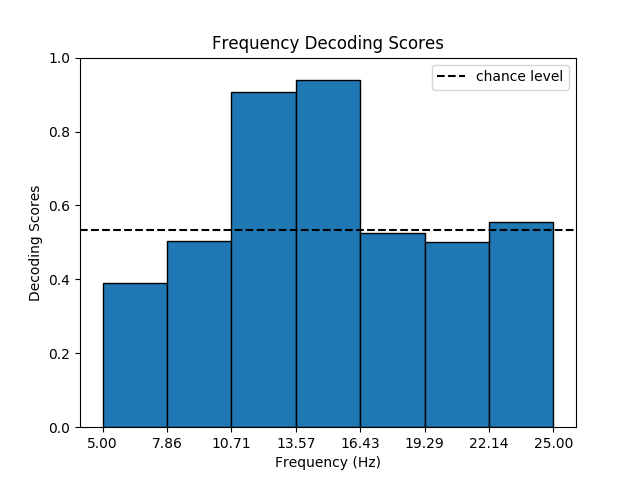 Frequency Decoding Scores
chance level
Decoding Scores
1.0
0.8
0.6
0.4
0.2
0.0
5.00 7.86 10.71 13.57 16.43 19.29 22.14 25.00
Frequency (Hz)